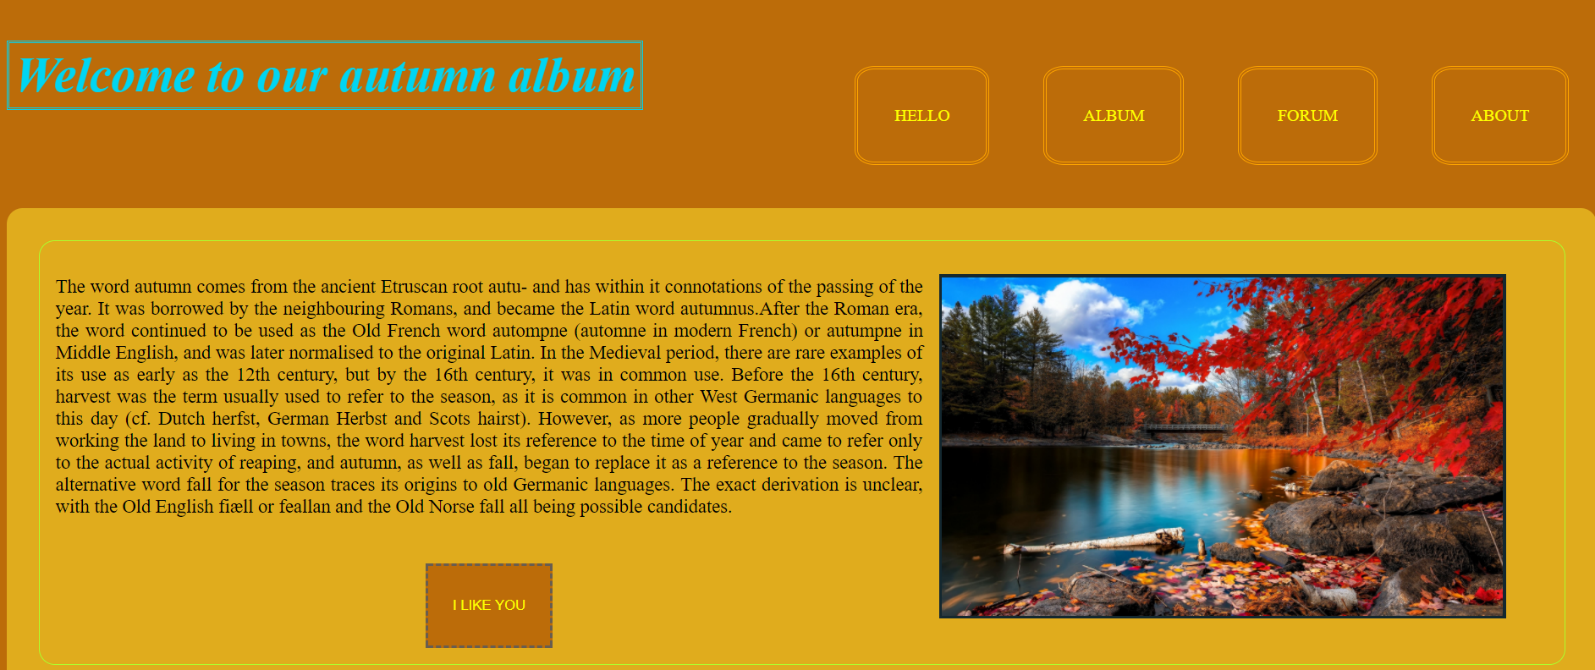 Welcome to our autumn album
HELLO
ALBUM
FORUM
ABOUT
The word autumn comes from the ancient Etruscan root autu- and has within it connotations of the passing of the
year. It was borrowed by the neighbouring Romans, and became the Latin word autumnus.After the Roman era,
the word continued to be used as the Old French word autompne (automne in modern French) or autumpne in
Middle English, and was later normalised to the original Latin. In the Medieval period, there are rare examples of
its use as early as the 12th century, but by the 16th century, it was in common use. Before the 16th century,
harvest was the term usually used to refer to the season, as it is common in other West Germanic languages to
this day (cf. Dutch herfst, German Herbst and Scots hairst). However, as more people gradually moved from
working the land to living in towns, the word harvest lost its reference to the time of year and came to refer only
to the actual activity of reaping, and autumn, as well as fall, began to replace it as a reference to the season. The
alternative word fall for the season traces its origins to old Germanic languages. The exact derivation is unclear,
with the Old English fiæll or feallan and the Old Norse fall all being possible candidates.
I LIKE YOU